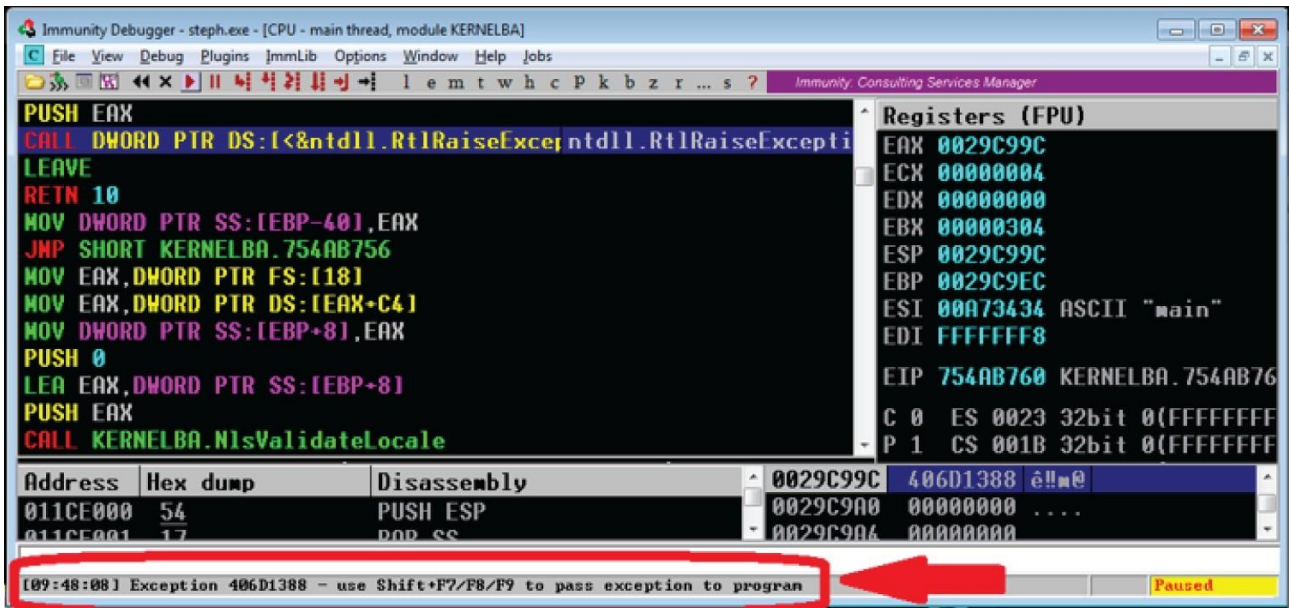 Immunity Debugger - steph.exe - [CPU - main thread, module KERNELBA]
C File View Debug Plugins ImmLib Options Window Help Jobs
l e m t w h c P k b z r ... s ? Immunity: Consulting Services Manager
PUSH EAX
CALL DWORD PTR DS:[<&ntdll.RtlRaiseExcep ntdll.RtlRaiseExcepti
LEAVE
RETN 10
MOV DWORD PTR SS:[EBP-40],EAX
JMP SHORT KERNELBA.754AB756
MOV EAX,DWORD PTR FS:[18]
MOV EAX,DWORD PTR DS:[EAX+C4]
MOV DWORD PTR SS:[EBP+8],EAX
PUSH 0
LEA EAX,DWORD PTR SS:[EBP+8]
PUSH EAX
CALL KERNELBA.NlsValidateLocale
Registers (FPU)
EAX 0029C99C
ECX 00000004
EDX 00000000
EBX 00000304
ESP 0029C99C
EBP 0029C9EC
ESI 00A73434 ASCII "main"
EDI FFFFFFF8
EIP 754AB760 KERNELBA.754AB76
C 0 ES 0023 32bit 0(FFFFFFFF
P 1 CS 001B 32bit 0(FFFFFFFF
Address Hex dump Disassembly
011CE000 54 PUSH ESP
011CE001 17 POP SS
0029C99C 406D1388 ê‼m@
0029C9A0 00000000 ....
0029C9A4 00000000
[09:48:08] Exception 406D1388 - use Shift+F7/F8/F9 to pass exception to program
Paused